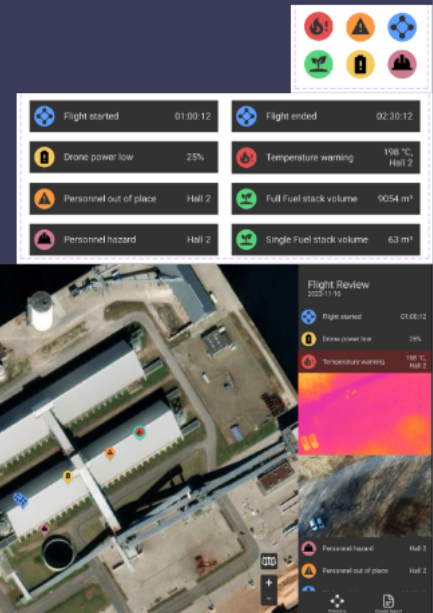 Flight started 01:00:12
Flight ended 02:30:12
Drone power low 25%
Temperature warning 198 °C,
Hall 2
Personnel out of place Hall 2
Full Fuel stack volume 9054 m³
Personnel hazard Hall 2
Single Fuel stack volume 63 m³
Flight Review
2023-11-16
Flight started 01:00:12
Drone power low 25%
Temperature warning 198 °C,
Hall 2
Personnel hazard Hall 2
Personnel out of place Hall 2